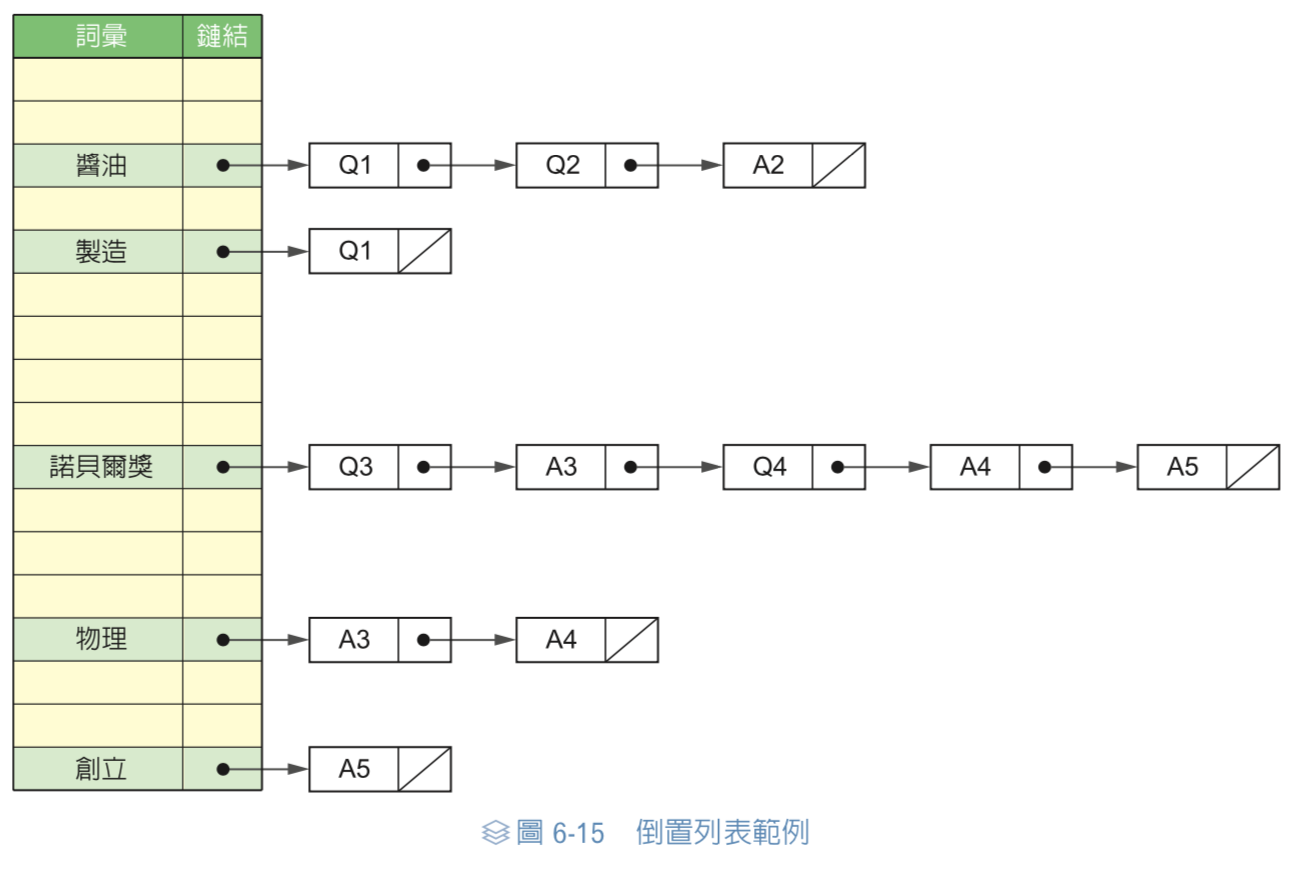 詞彙 鏈結
醬油 Q1 Q2 A2
製造 Q1
諾貝爾獎 Q3 A3 Q4 A4 A5
物理 A3 A4
創立 A5
圖 6-15 倒置列表範例